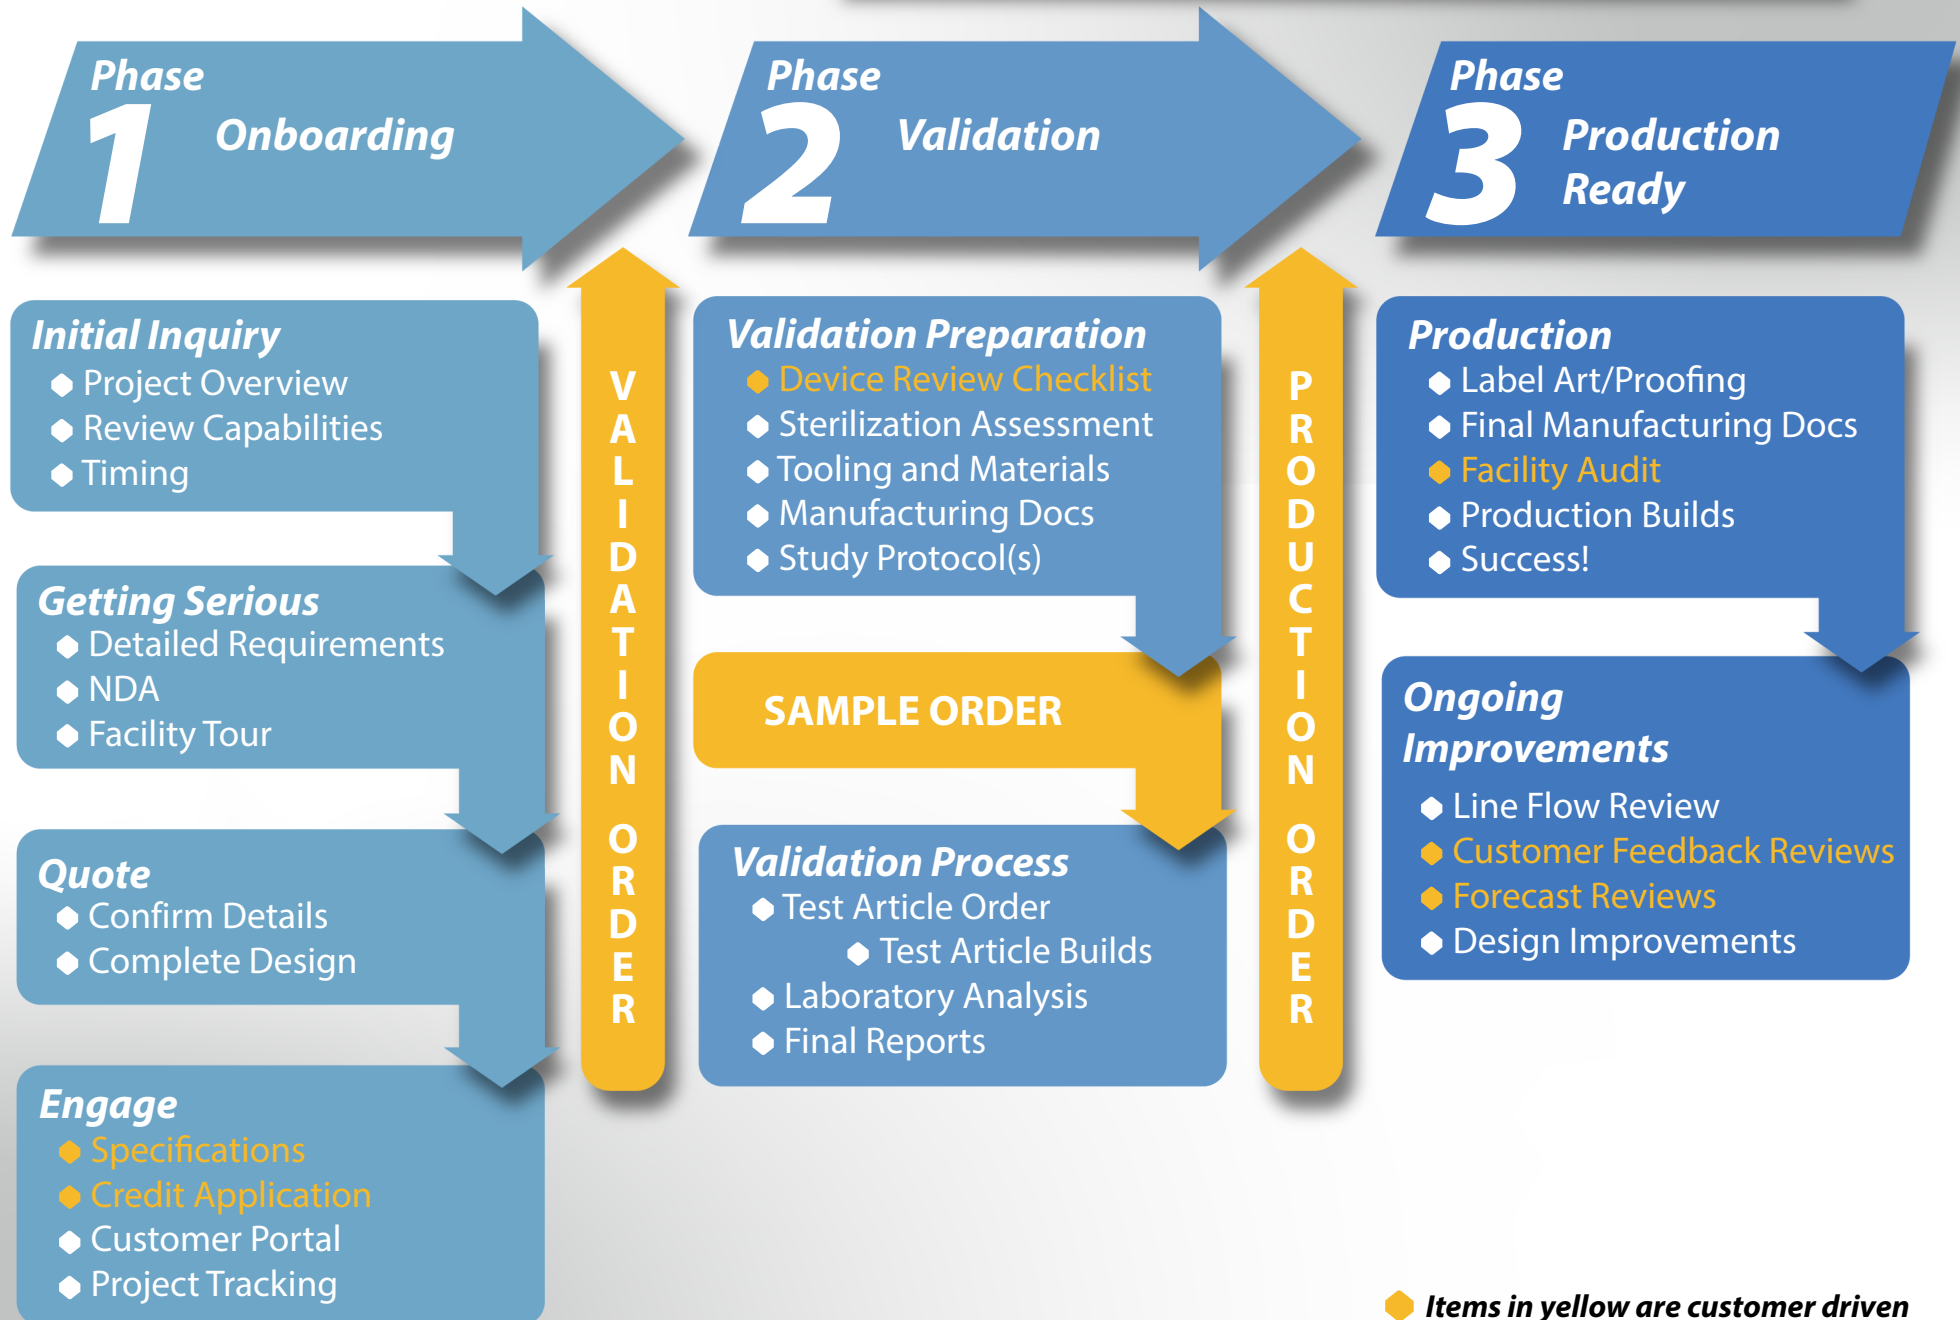 Phase
1 Onboarding
Initial Inquiry
Project Overview
Review Capabilities
Timing
Getting Serious
Detailed Requirements
NDA
Facility Tour
Quote
Confirm Details
Complete Design
Engage
Specifications
Credit Application
Customer Portal
Project Tracking
VALIDATION ORDER
Phase
2 Validation
Validation Preparation
Device Review Checklist
Sterilization Assessment
Tooling and Materials
Manufacturing Docs
Study Protocol(s)
SAMPLE ORDER
Validation Process
Test Article Order
Test Article Builds
Laboratory Analysis
Final Reports
PRODUCTION ORDER
Phase
3 Production
Ready
Production
Label Art/Proofing
Final Manufacturing Docs
Facility Audit
Production Builds
Success!
Ongoing
Improvements
Line Flow Review
Customer Feedback Reviews
Forecast Reviews
Design Improvements
Items in yellow are customer driven